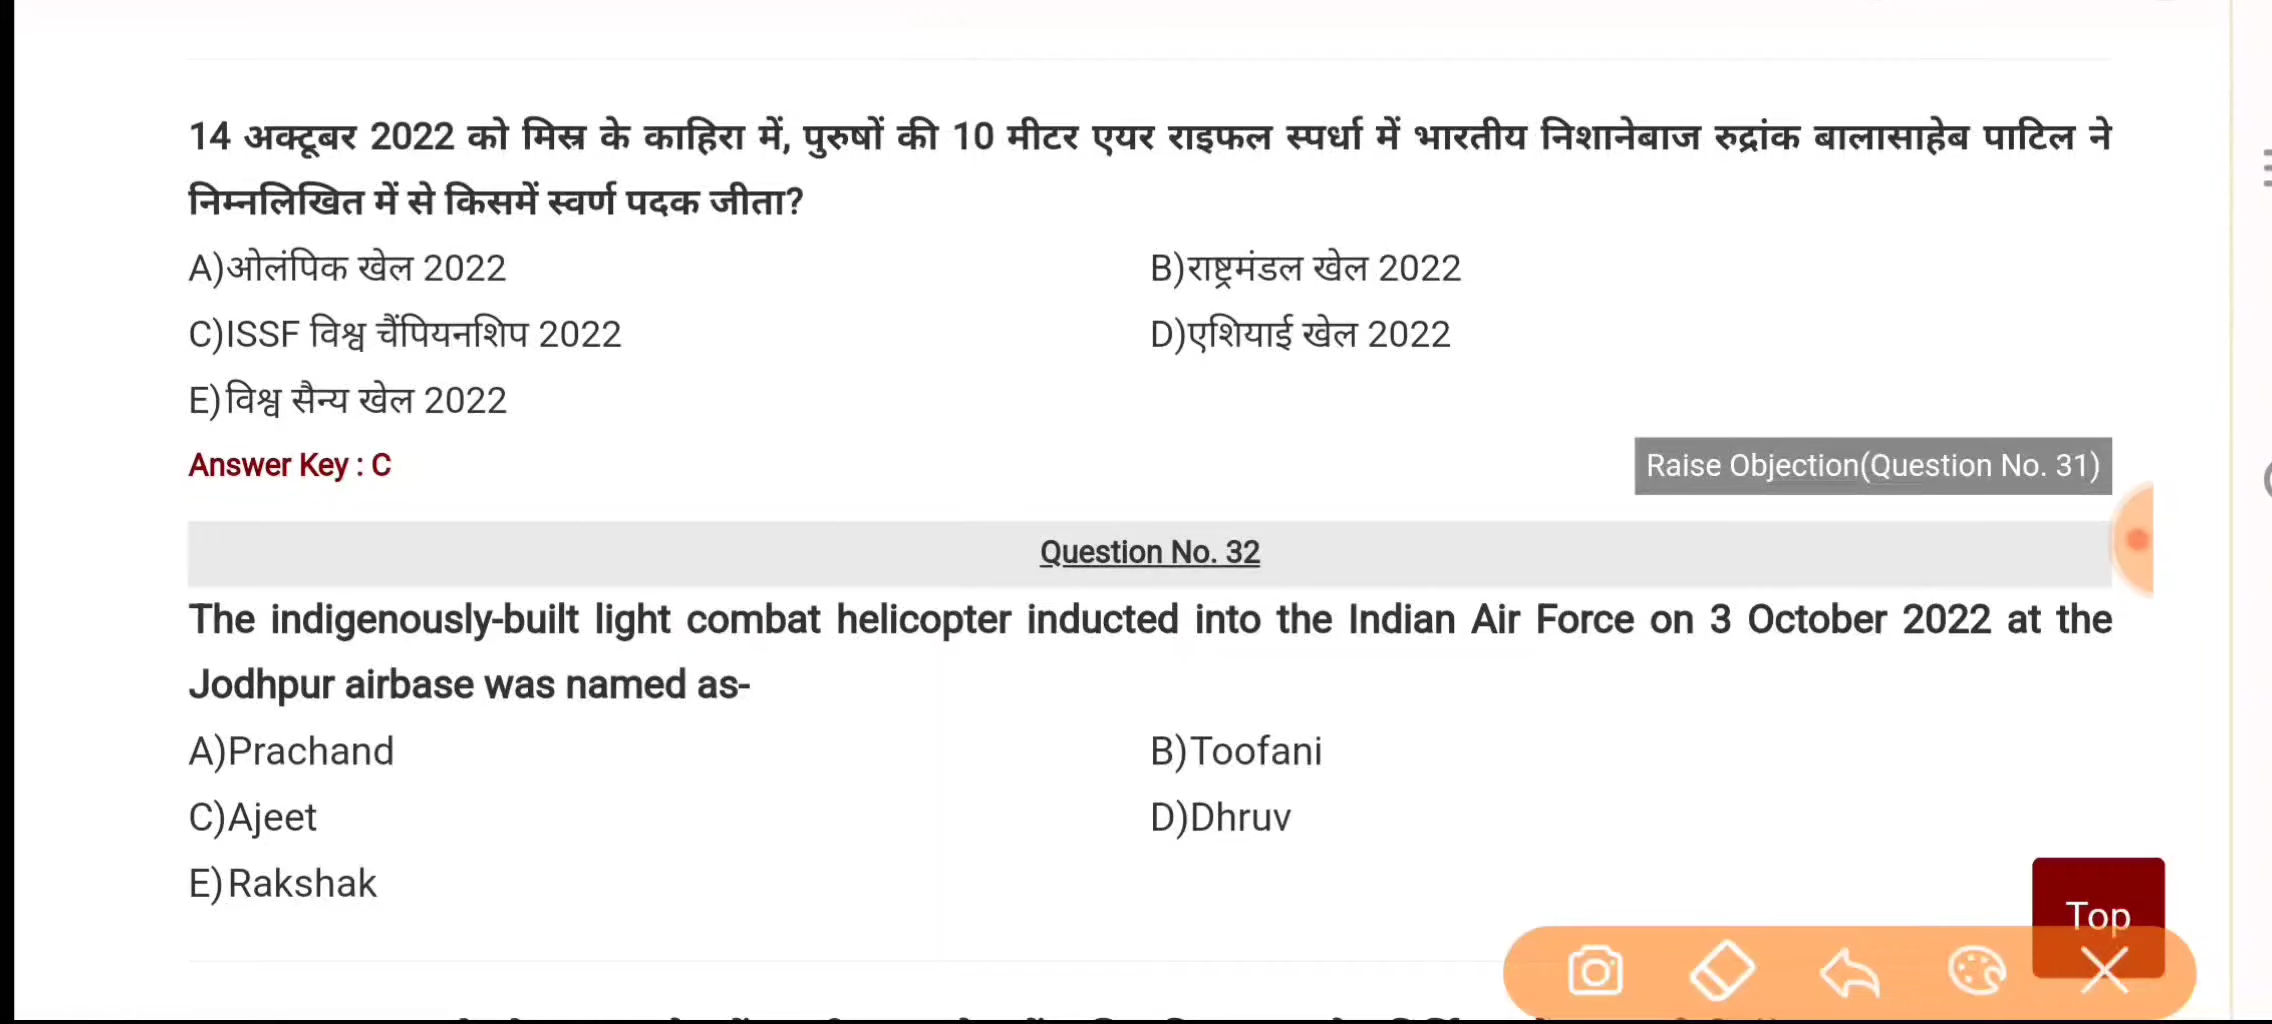 14 अक्टूबर 2022 को मिस्र के काहिरा में, पुरुषों की 10 मीटर एयर राइफल स्पर्धा में भारतीय निशानेबाज रुद्रांक बालासाहेब पाटिल ने
निम्नलिखित में से किसमें स्वर्ण पदक जीता?
A)ओलंपिक खेल 2022
B)राष्ट्रमंडल खेल 2022
C)ISSF विश्व चैंपियनशिप 2022
D)एशियाई खेल 2022
E)विश्व सैन्य खेल 2022
Answer Key : C
Raise Objection(Question No. 31)
Question No. 32
The indigenously-built light combat helicopter inducted into the Indian Air Force on 3 October 2022 at the
Jodhpur airbase was named as-
A)Prachand
B)Toofani
C)Ajeet
D)Dhruv
E)Rakshak
Top